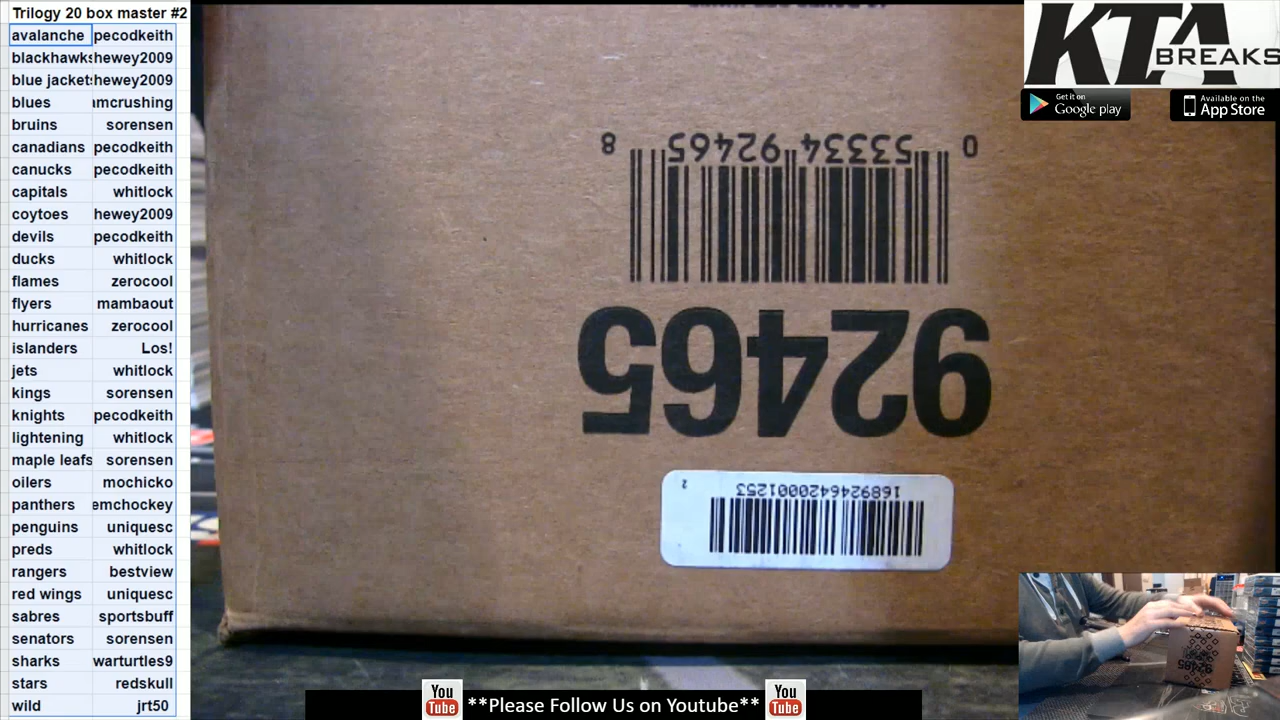 Trilogy 20 box master #2
avalanche pecodkeith
blackhawks hewey2009
blue jackets hewey2009
blues mcrushing
bruins sorensen
canadians pecodkeith
canucks pecodkeith
capitals whitlock
coytoes hewey2009
devils pecodkeith
ducks whitlock
flames zerocool
flyers mambaout
hurricanes zerocool
islanders Los!
jets whitlock
kings sorensen
knights pecodkeith
lightening whitlock
maple leafs sorensen
oilers mochicko
panthers emchockey
penguins uniquesc
preds whitlock
rangers bestview
red wings uniquesc
sabres sportsbuff
senators sorensen
sharks warturtles9
stars redskull
wild jrt50
0 53334 92465 8
92465
16892464620001253
2
KTA
BREAKS
Get it on
Google play
Available on the
App Store
92465
You Tube **Please Follow Us on Youtube** You Tube